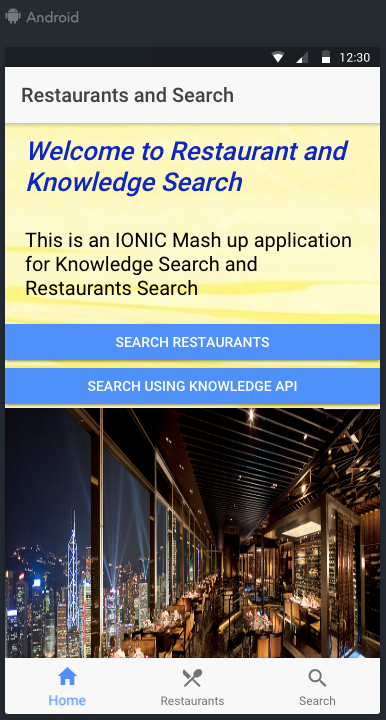 Android
12:30
Restaurants and Search
Welcome to Restaurant and
Knowledge Search
This is an IONIC Mash up application
for Knowledge Search and
Restaurants Search
SEARCH RESTAURANTS
SEARCH USING KNOWLEDGE API
Home
Restaurants
Search